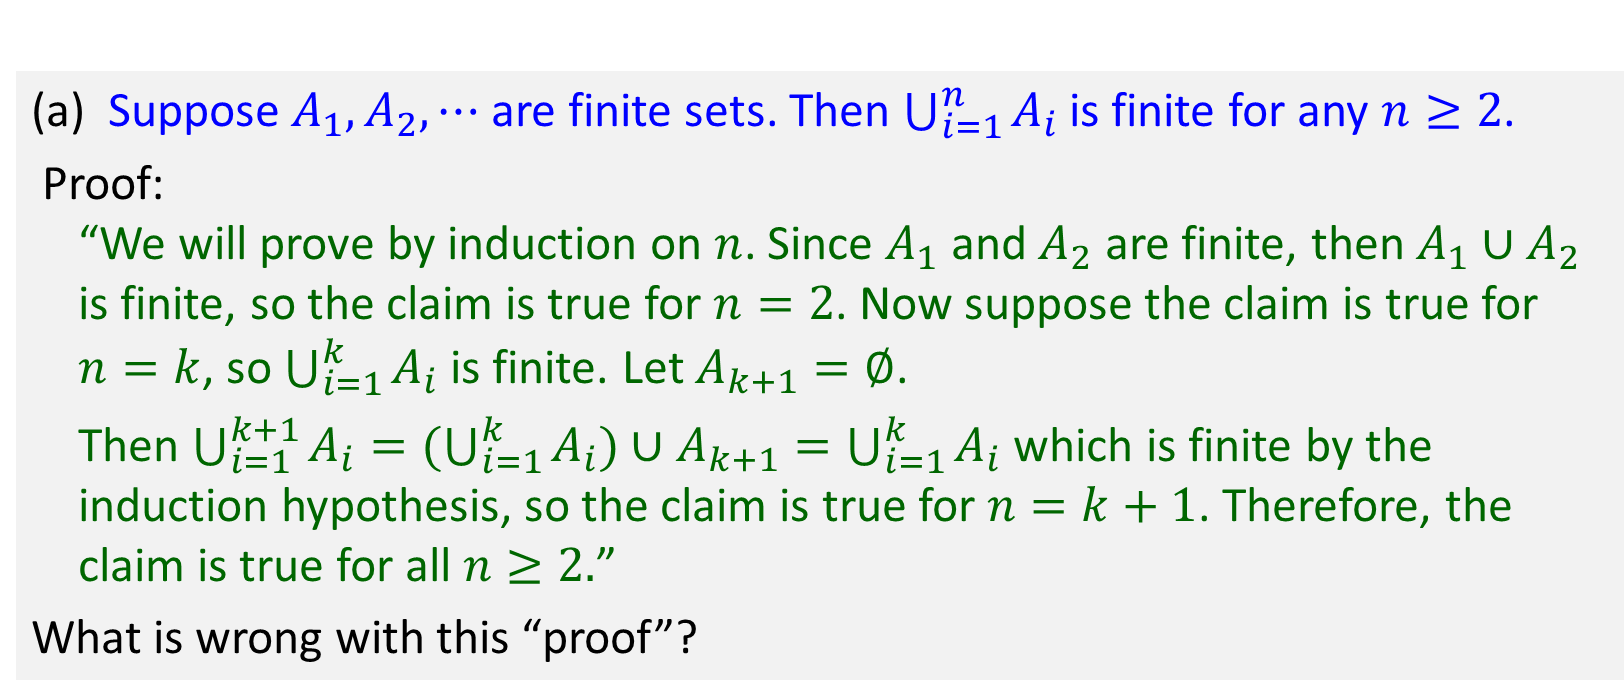 (a) Suppose A₁, A₂, ⋯ are finite sets. Then ⋃ⁿᵢ₌₁ Aᵢ is finite for any n ≥ 2.
Proof:
“We will prove by induction on n. Since A₁ and A₂ are finite, then A₁ ∪ A₂
is finite, so the claim is true for n = 2. Now suppose the claim is true for
n = k, so ⋃ᵏᵢ₌₁ Aᵢ is finite. Let Aₖ₊₁ = ∅.
Then ⋃ᵏ⁺¹ᵢ₌₁ Aᵢ = (⋃ᵏᵢ₌₁ Aᵢ) ∪ Aₖ₊₁ = ⋃ᵏᵢ₌₁ Aᵢ which is finite by the
induction hypothesis, so the claim is true for n = k + 1. Therefore, the
claim is true for all n ≥ 2.”
What is wrong with this “proof”?